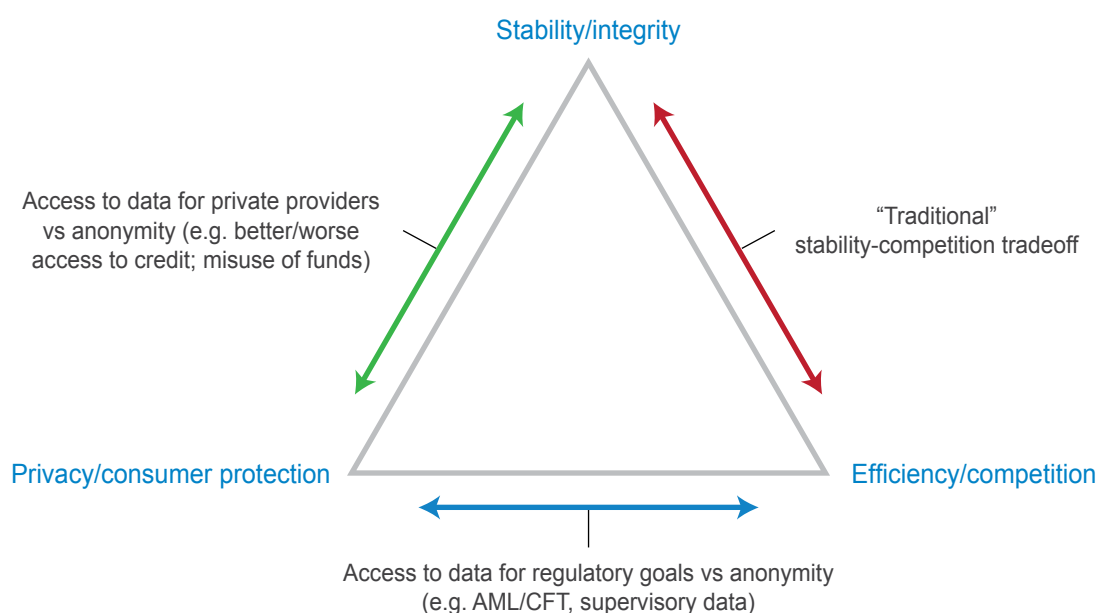 Stability/integrity
Access to data for private providers
vs anonymity (e.g. better/worse
access to credit; misuse of funds)
“Traditional”
stability-competition tradeoff
Privacy/consumer protection
Efficiency/competition
Access to data for regulatory goals vs anonymity
(e.g. AML/CFT, supervisory data)